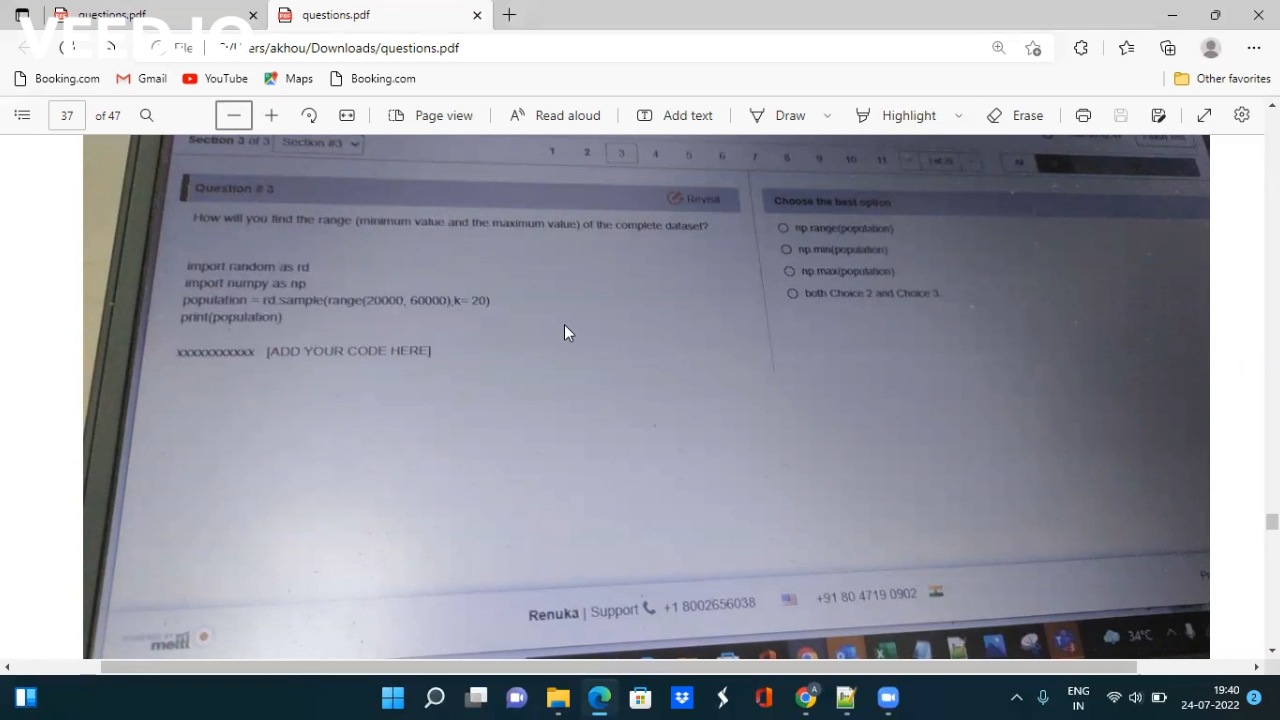 questions.pdf
questions.pdf
VEED.IO
File
/Users/akhou/Downloads/questions.pdf
Booking.com
Gmail
YouTube
Maps
Booking.com
Other favorites
37 of 47
Page view
Read aloud
Add text
Draw
Highlight
Erase
Section 3 of 3
Section #3
1 2 3 4 5 6 7 8 9 10 11
Question # 3
Revisit
How will you find the range (minimum value and the maximum value) of the complete dataset?
import random as rd
import numpy as np
population = rd.sample(range(20000, 60000),k= 20)
print(population)
xxxxxxxxxxx [ADD YOUR CODE HERE]
Choose the best option
np.range(population)
np.min(population)
np.max(population)
both Choice 2 and Choice 3.
Renuka | Support +1 8002656038 +91 80 4719 0902
mettl
34°C
ENG
IN
19:40
24-07-2022
2